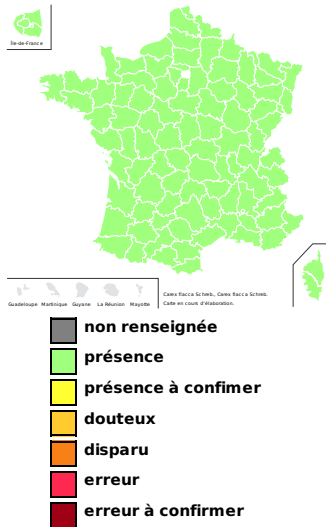 Île-de-France
Guadeloupe Martinique Guyane La Réunion Mayotte
Carex flacca Schreb., Carex flacca Schreb.
Carte en cours d'élaboration.
non renseignée
présence
présence à confimer
douteux
disparu
erreur
erreur à confirmer